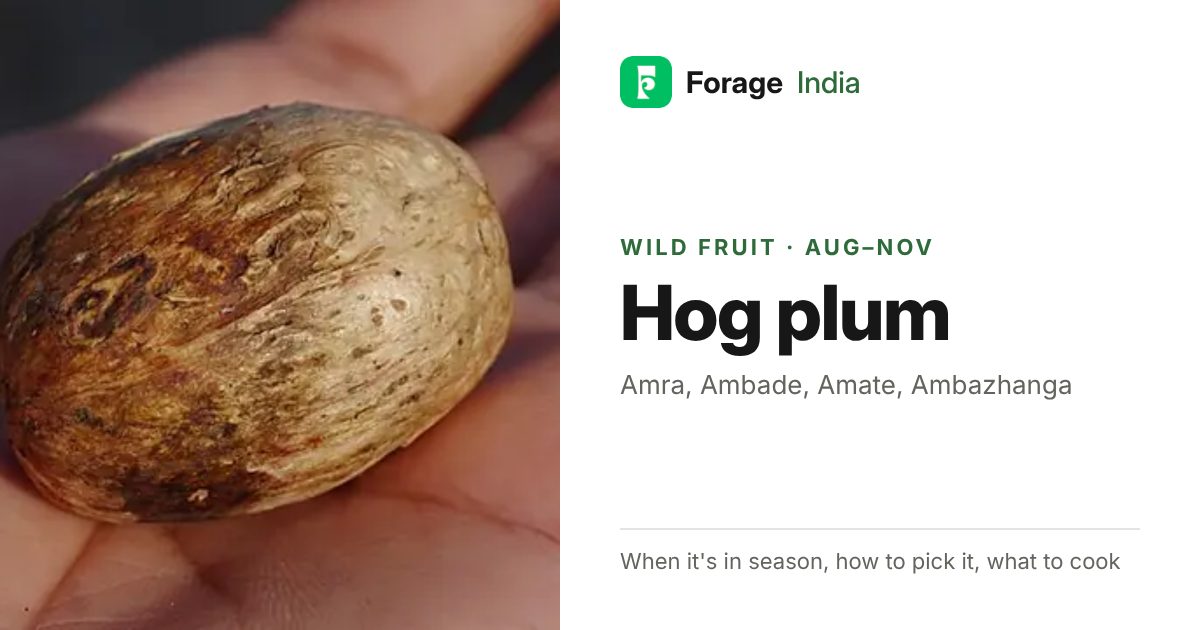 Forage India
WILD FRUIT · AUG–NOV
Hog plum
Amra, Ambade, Amate, Ambazhanga
When it's in season, how to pick it, what to cook